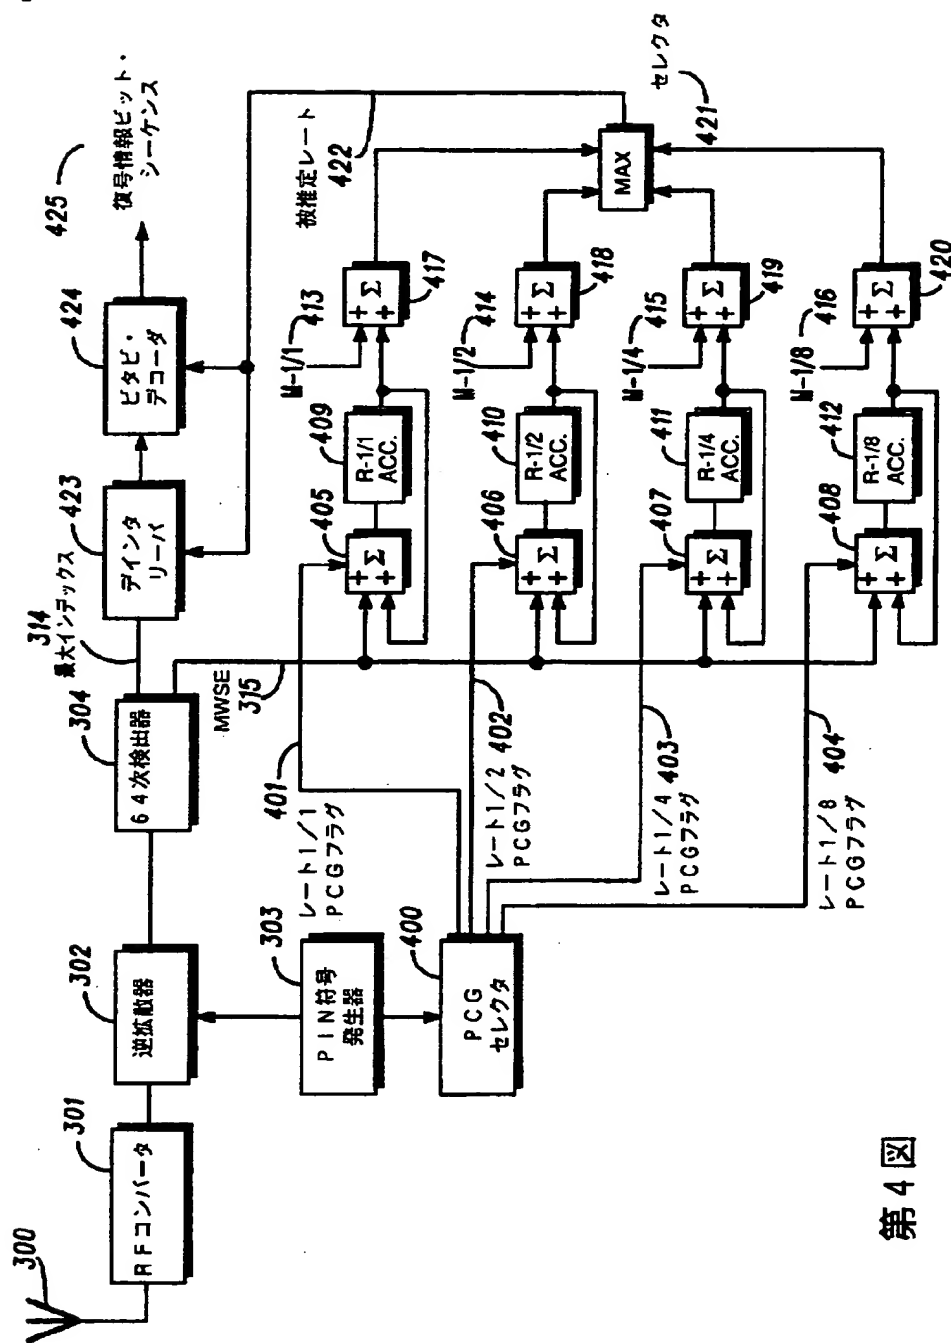 300
301
RFコンバータ
302
逆拡散器
303
PIN符号
発生器
304
64次検出器
314
最大インデックス
MWSE
315
423
デインタ
リーバ
424
ビタビ・
デコーダ
425
復号情報ビット・
シーケンス
400
PCG
セレクタ
401
レート1/1
PCGフラグ
レート1/2
402
PCGフラグ
レート1/4
403
PCGフラグ
404
レート1/8
PCGフラグ
405
+
+
Σ
409
R-1/1
ACC.
M-1/1
413
+
+
Σ
417
406
+
+
Σ
410
R-1/2
ACC.
M-1/2
414
+
+
Σ
418
407
+
+
Σ
411
R-1/4
ACC.
M-1/4
415
+
+
Σ
419
408
+
+
Σ
412
R-1/8
ACC.
M-1/8
416
+
+
Σ
420
被推定レート
422
MAX
セレクタ
421
第4図